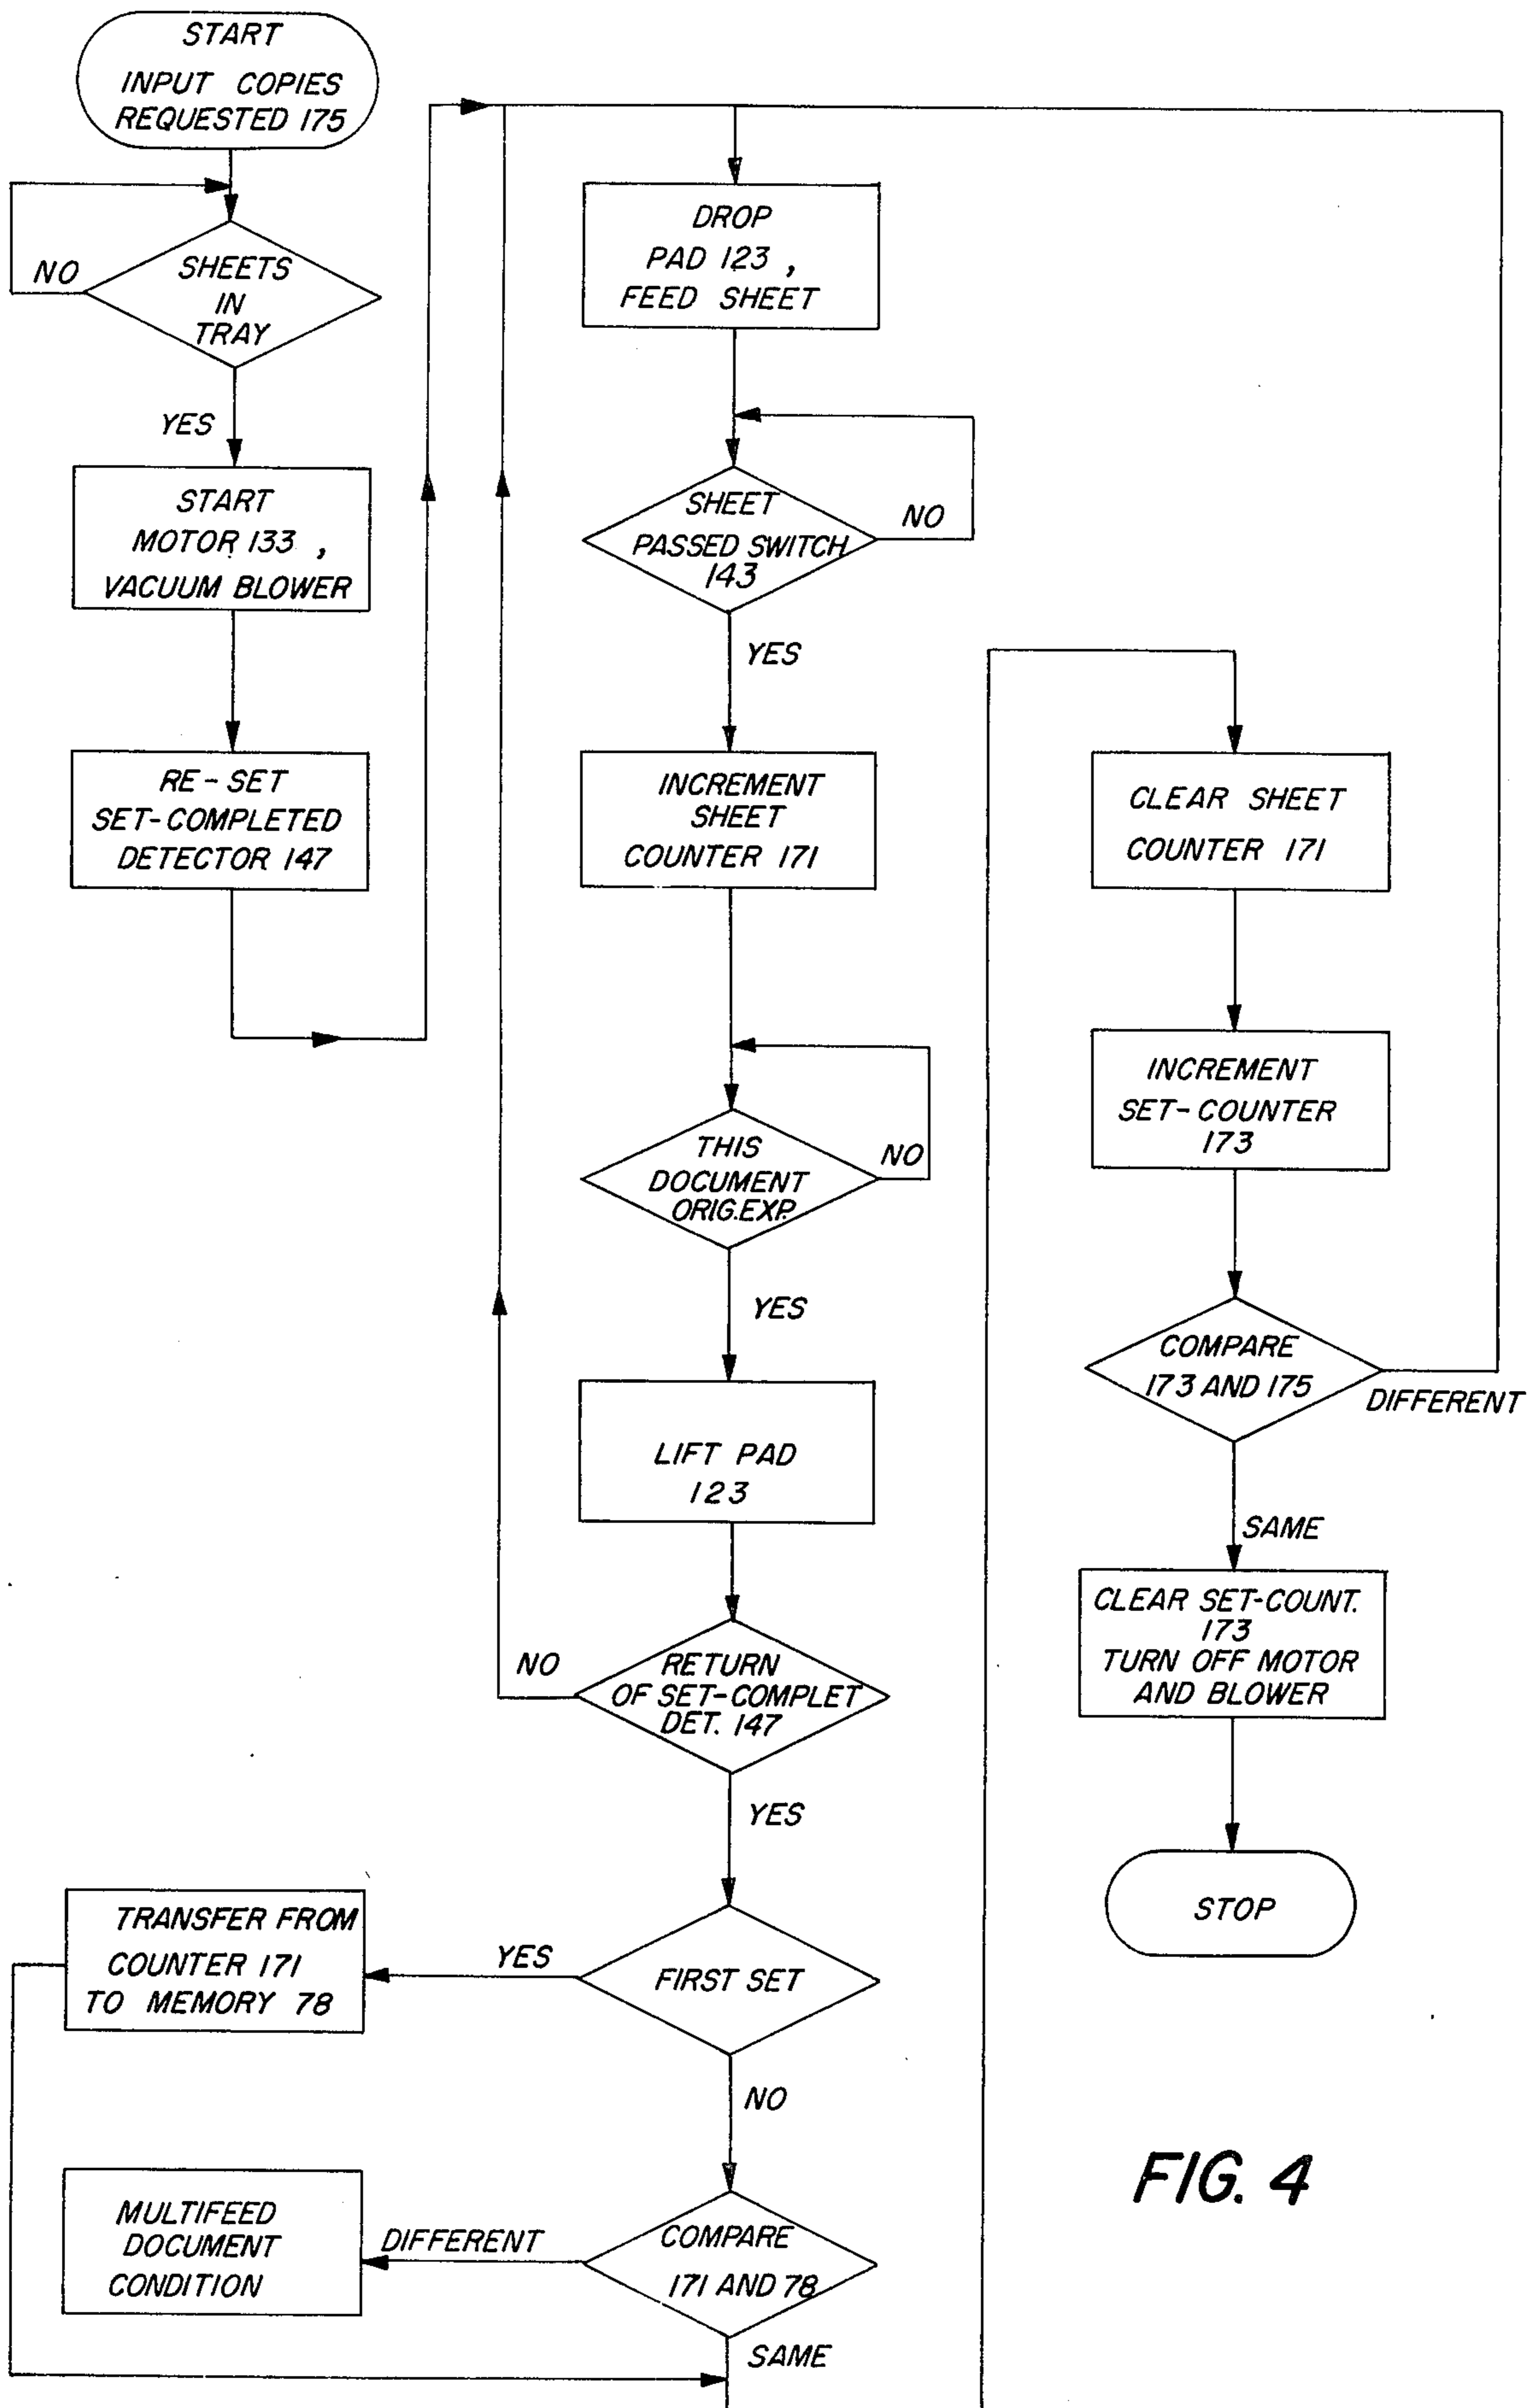 START
INPUT COPIES
REQUESTED 175
NO
SHEETS
IN
TRAY
YES
START
MOTOR 133 ,
VACUUM BLOWER
RE-SET
SET-COMPLETED
DETECTOR 147
DROP
PAD 123 ,
FEED SHEET
SHEET
PASSED SWITCH
143
NO
YES
INCREMENT
SHEET
COUNTER 171
THIS
DOCUMENT
ORIG.EXP.
NO
YES
LIFT PAD
123
NO
RETURN
OF SET-COMPLET
DET. 147
YES
FIRST SET
YES
TRANSFER FROM
COUNTER 171
TO MEMORY 78
NO
COMPARE
171 AND 78
DIFFERENT
MULTIFEED
DOCUMENT
CONDITION
SAME
CLEAR SHEET
COUNTER 171
INCREMENT
SET-COUNTER
173
COMPARE
173 AND 175
DIFFERENT
SAME
CLEAR SET-COUNT.
173
TURN OFF MOTOR
AND BLOWER
STOP
FIG. 4